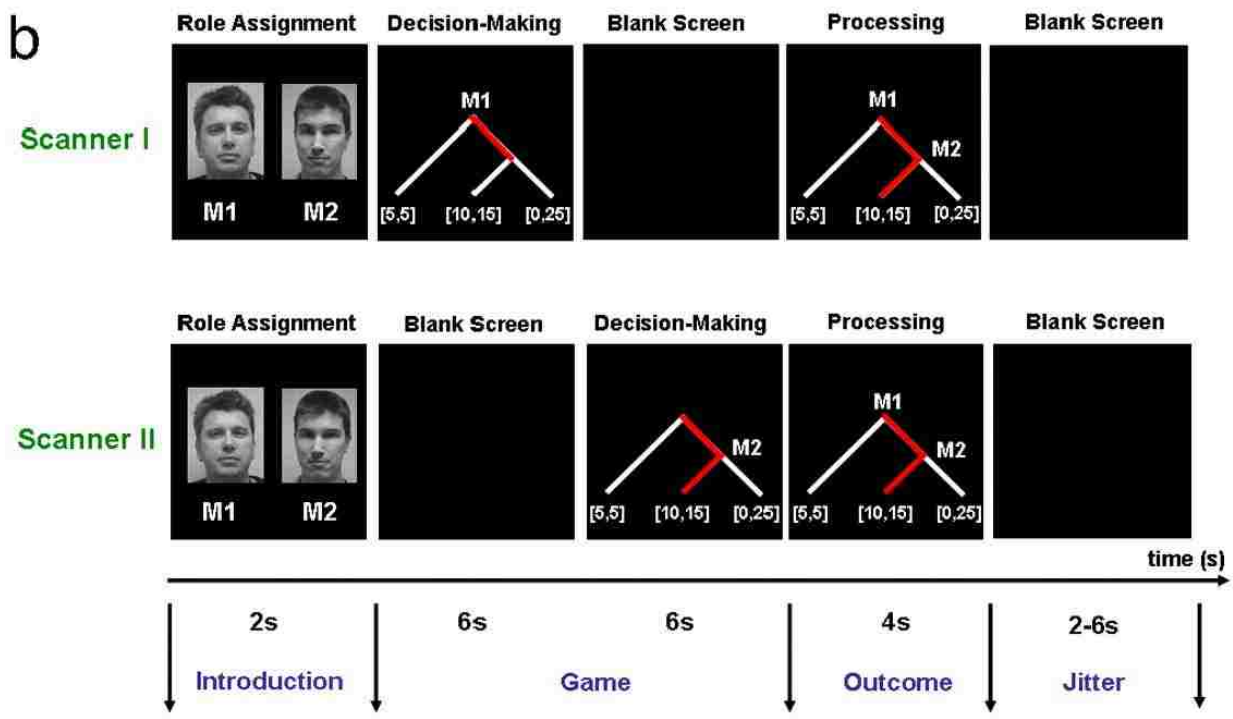 b
Role Assignment Decision-Making Blank Screen Processing Blank Screen
Scanner I
M1 M2
M1
[5,5] [10,15] [0,25]
M1
M2
[5,5] [10,15] [0,25]
Role Assignment Blank Screen Decision-Making Processing Blank Screen
Scanner II
M1 M2
M2
[5,5] [10,15] [0,25]
M1
M2
[5,5] [10,15] [0,25]
time (s)
2s 6s 6s 4s 2-6s
Introduction Game Outcome Jitter